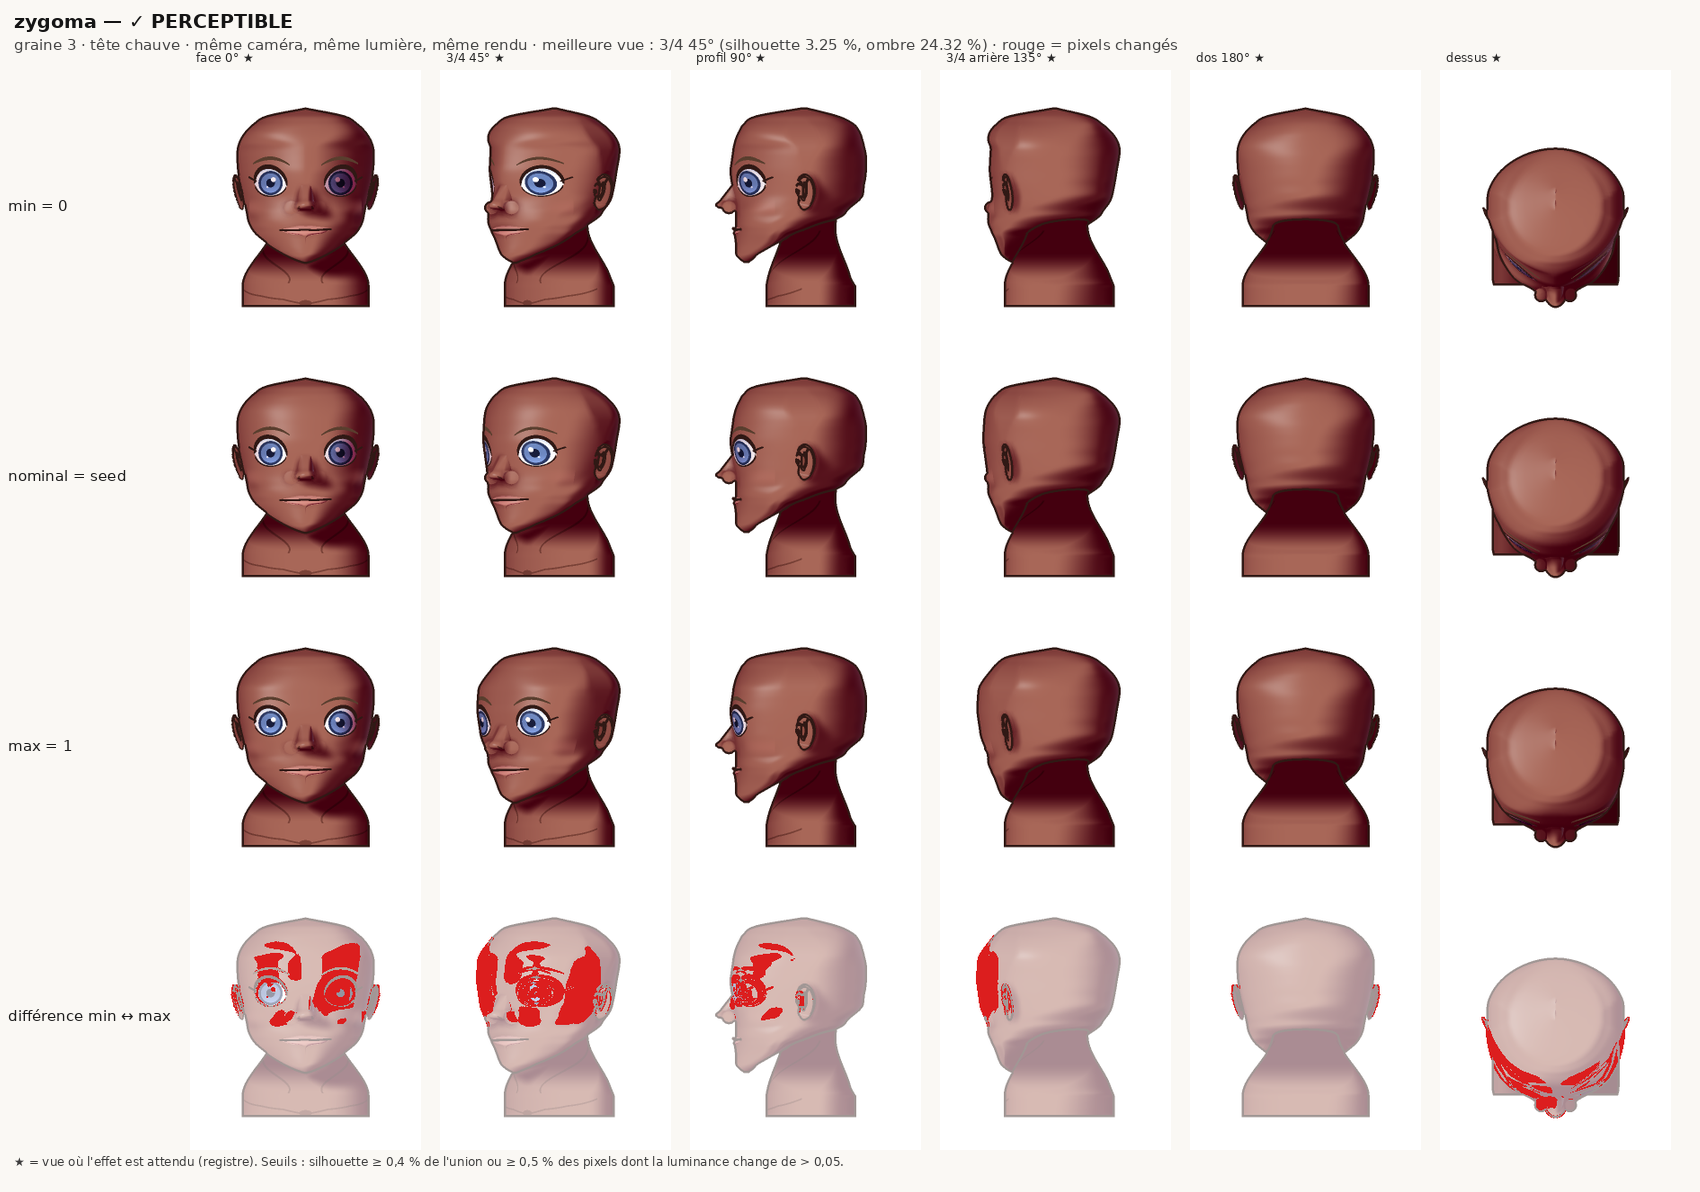 zygoma — ✓ PERCEPTIBLE
graine 3 · tête chauve · même caméra, même lumière, même rendu · meilleure vue : 3/4 45° (silhouette 3.25 %, ombre 24.32 %) · rouge = pixels changés
face 0° ★
3/4 45° ★
profil 90° ★
3/4 arrière 135° ★
dos 180° ★
dessus ★
min = 0
nominal = seed
max = 1
différence min ↔ max
★ = vue où l'effet est attendu (registre). Seuils : silhouette ≥ 0,4 % de l'union ou ≥ 0,5 % des pixels dont la luminance change de > 0,05.